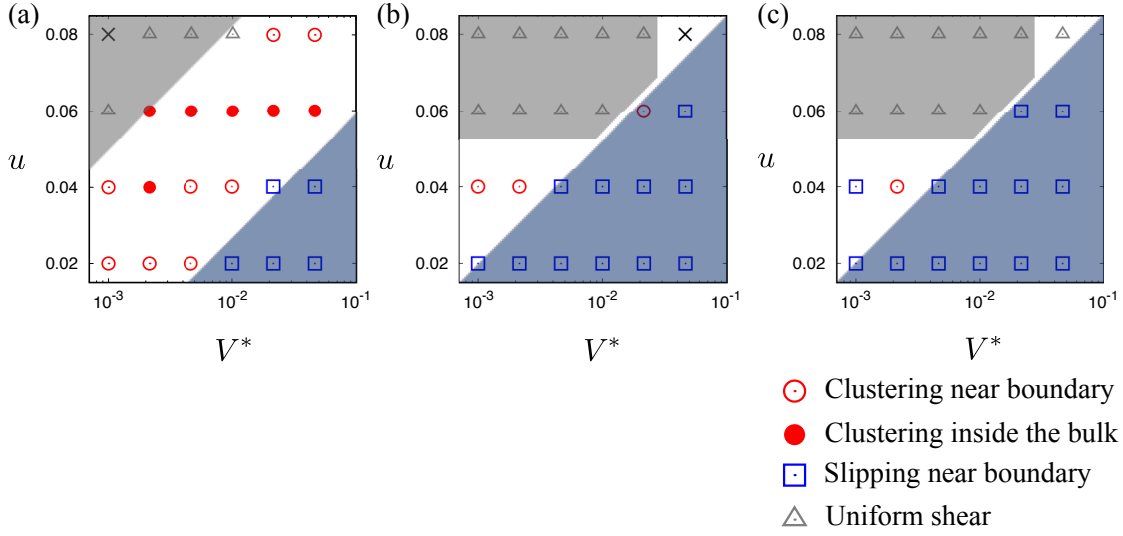 (a) (b) (c)
0.08 0.08 0.08
0.06 0.06 0.06
u u u
0.04 0.04 0.04
0.02 0.02 0.02
10^-3 10^-2 10^-1 10^-3 10^-2 10^-1 10^-3 10^-2 10^-1
V* V* V*
Clustering near boundary
Clustering inside the bulk
Slipping near boundary
Uniform shear